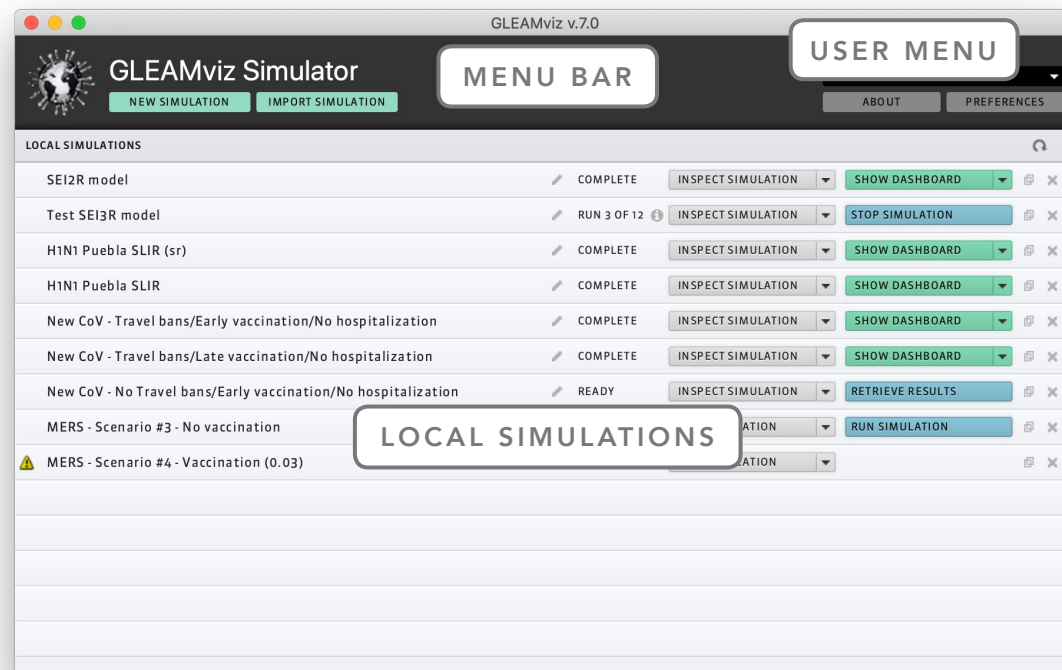 GLEAMviz v.7.0
USER MENU
GLEAMviz Simulator
MENU BAR
NEW SIMULATION IMPORT SIMULATION
ABOUT PREFERENCES
LOCAL SIMULATIONS
SEI2R model COMPLETE INSPECT SIMULATION SHOW DASHBOARD
Test SEI3R model RUN 3 OF 12 INSPECT SIMULATION STOP SIMULATION
H1N1 Puebla SLIR (sr) COMPLETE INSPECT SIMULATION SHOW DASHBOARD
H1N1 Puebla SLIR COMPLETE INSPECT SIMULATION SHOW DASHBOARD
New CoV - Travel bans/Early vaccination/No hospitalization COMPLETE INSPECT SIMULATION SHOW DASHBOARD
New CoV - Travel bans/Late vaccination/No hospitalization COMPLETE INSPECT SIMULATION SHOW DASHBOARD
New CoV - No Travel bans/Early vaccination/No hospitalization READY INSPECT SIMULATION RETRIEVE RESULTS
MERS - Scenario #3 - No vaccination RUN SIMULATION
LOCAL SIMULATIONS
MERS - Scenario #4 - Vaccination (0.03)